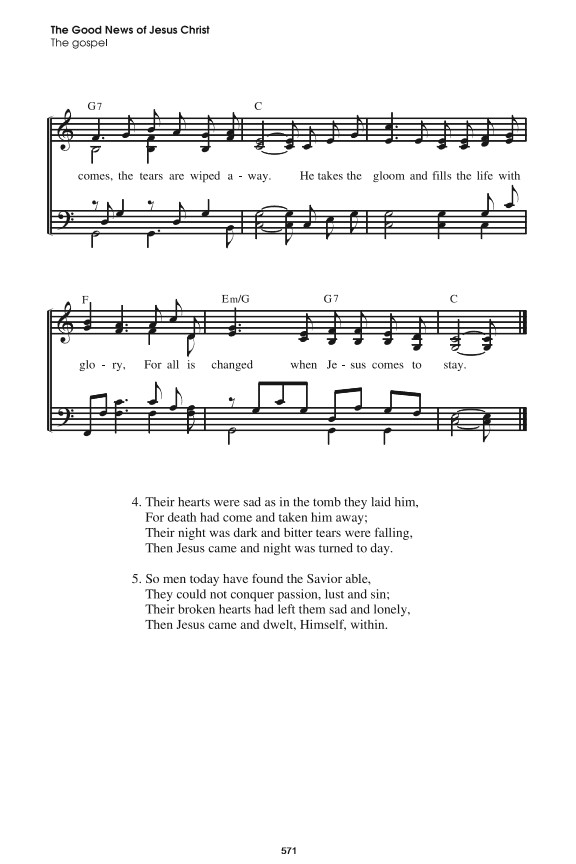 The Good News of Jesus Christ
The gospel
G7 C
comes, the tears are wiped a - way. He takes the gloom and fills the life with
F Em/G G7 C
glo - ry, For all is changed when Je - sus comes to stay.
4. Their hearts were sad as in the tomb they laid him,
For death had come and taken him away;
Their night was dark and bitter tears were falling,
Then Jesus came and night was turned to day.
5. So men today have found the Savior able,
They could not conquer passion, lust and sin;
Their broken hearts had left them sad and lonely,
Then Jesus came and dwelt, Himself, within.
571